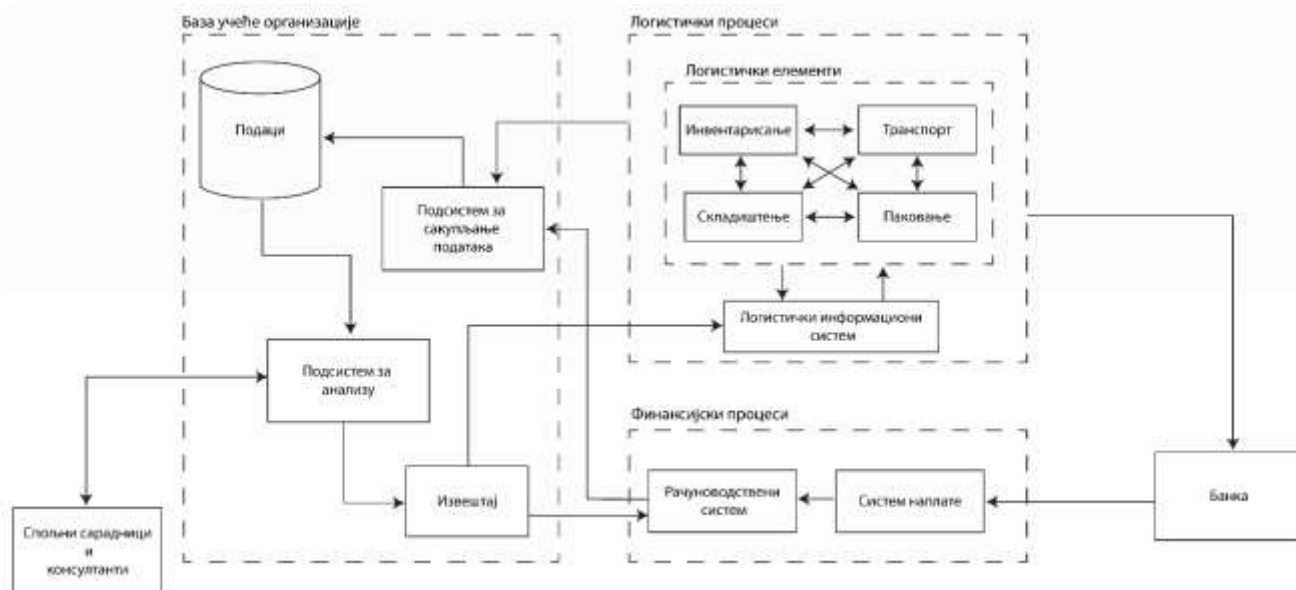 База учеће организације
Логистички процеси
Логистички елементи
Подаци
Инвентарисање
Транспорт
Подсистем за
сакупљање
података
Складиштење
Паковање
Логистички информациони
систем
Подсистем за
анализу
Финансијски процеси
Извештај
Рачуноводствени
систем
Систем наплате
Банка
Спољни сарадници
и
консултанти